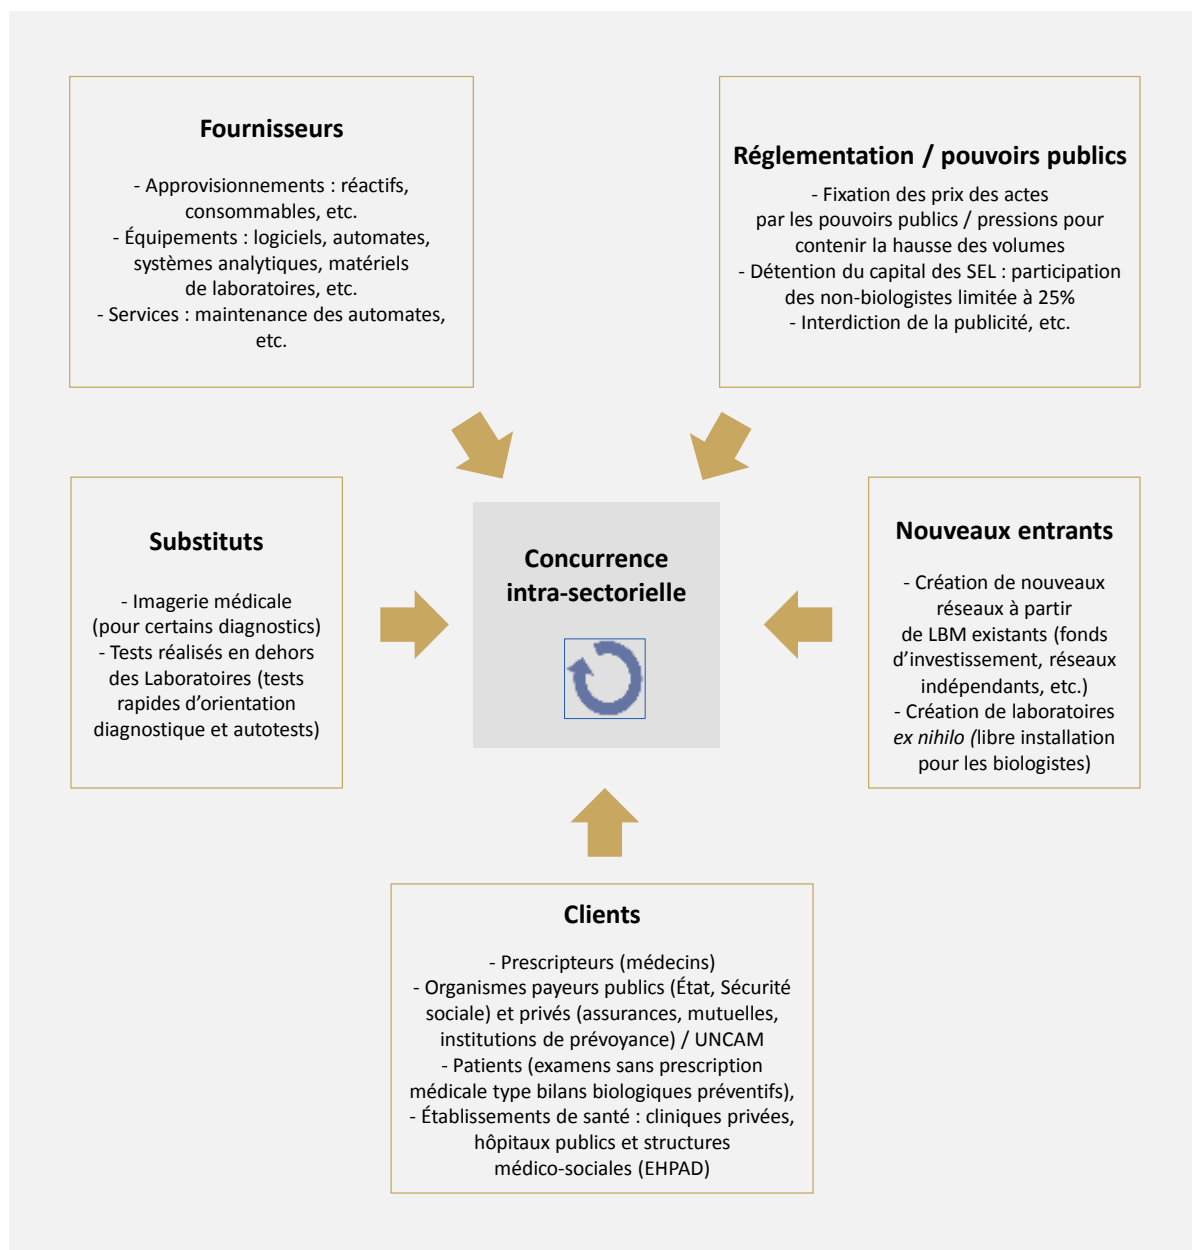 Fournisseurs
- Approvisionnements : réactifs,
consommables, etc.
- Équipements : logiciels, automates,
systèmes analytiques, matériels
de laboratoires, etc.
- Services : maintenance des automates,
etc.
Réglementation / pouvoirs publics
- Fixation des prix des actes
par les pouvoirs publics / pressions pour
contenir la hausse des volumes
- Détention du capital des SEL : participation
des non-biologistes limitée à 25%
- Interdiction de la publicité, etc.
Substituts
- Imagerie médicale
(pour certains diagnostics)
- Tests réalisés en dehors
des Laboratoires (tests
rapides d’orientation
diagnostique et autotests)
Concurrence
intra-sectorielle
Nouveaux entrants
- Création de nouveaux
réseaux à partir
de LBM existants (fonds
d’investissement, réseaux
indépendants, etc.)
- Création de laboratoires
ex nihilo (libre installation
pour les biologistes)
Clients
- Prescripteurs (médecins)
- Organismes payeurs publics (État, Sécurité
sociale) et privés (assurances, mutuelles,
institutions de prévoyance) / UNCAM
- Patients (examens sans prescription
médicale type bilans biologiques préventifs),
- Établissements de santé : cliniques privées,
hôpitaux publics et structures
médico-sociales (EHPAD)